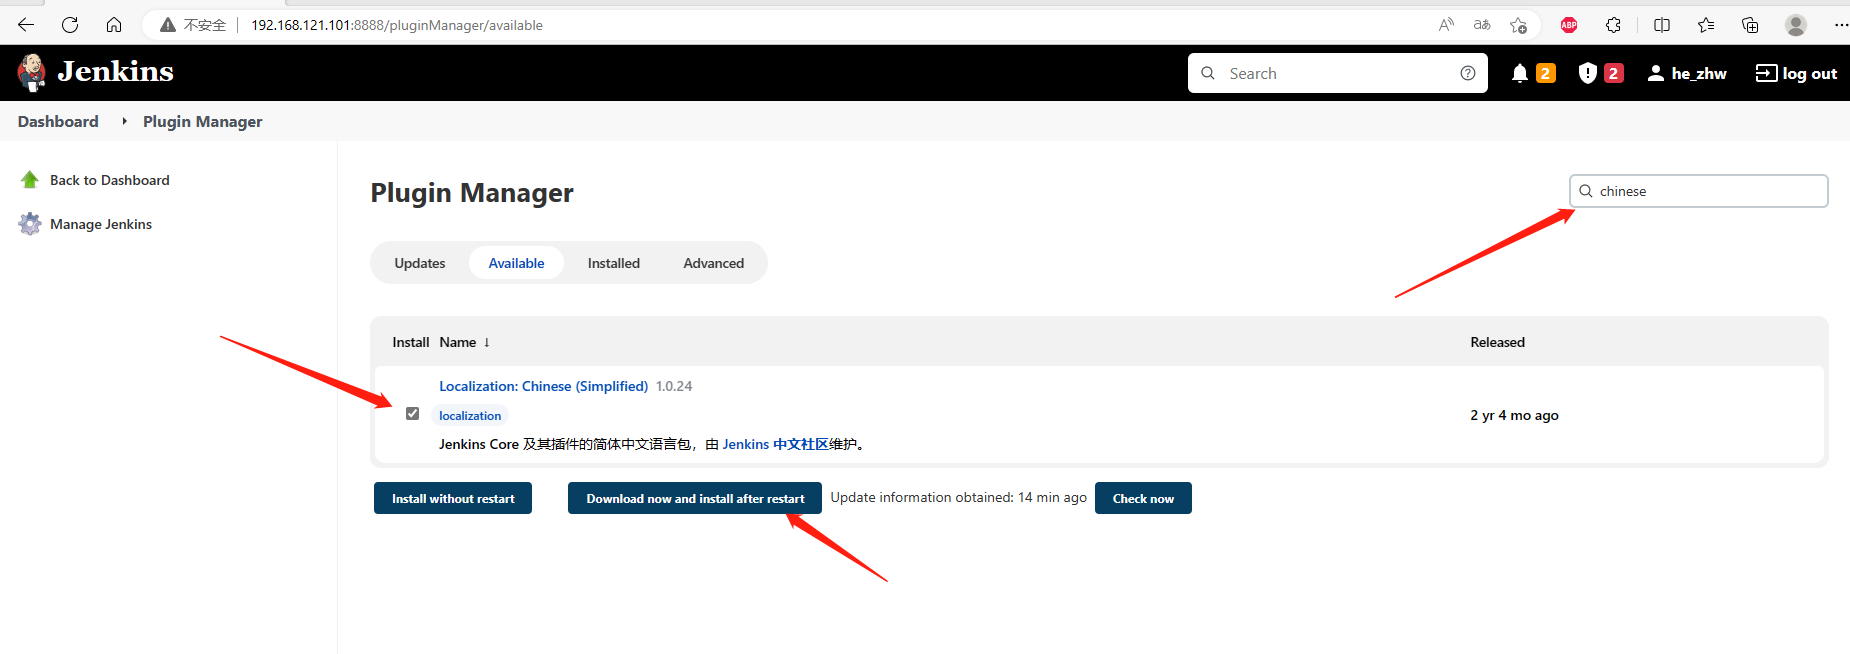 不安全 192.168.121.101:8888/pluginManager/available
ABP
Jenkins
Search
2
2
he_zhw
log out
Dashboard
Plugin Manager
Back to Dashboard
Manage Jenkins
Plugin Manager
chinese
Updates
Available
Installed
Advanced
Install Name ↓ Released
Localization: Chinese (Simplified) 1.0.24
localization
2 yr 4 mo ago
Jenkins Core 及其插件的简体中文语言包，由 Jenkins 中文社区维护。
Install without restart
Download now and install after restart
Update information obtained: 14 min ago
Check now